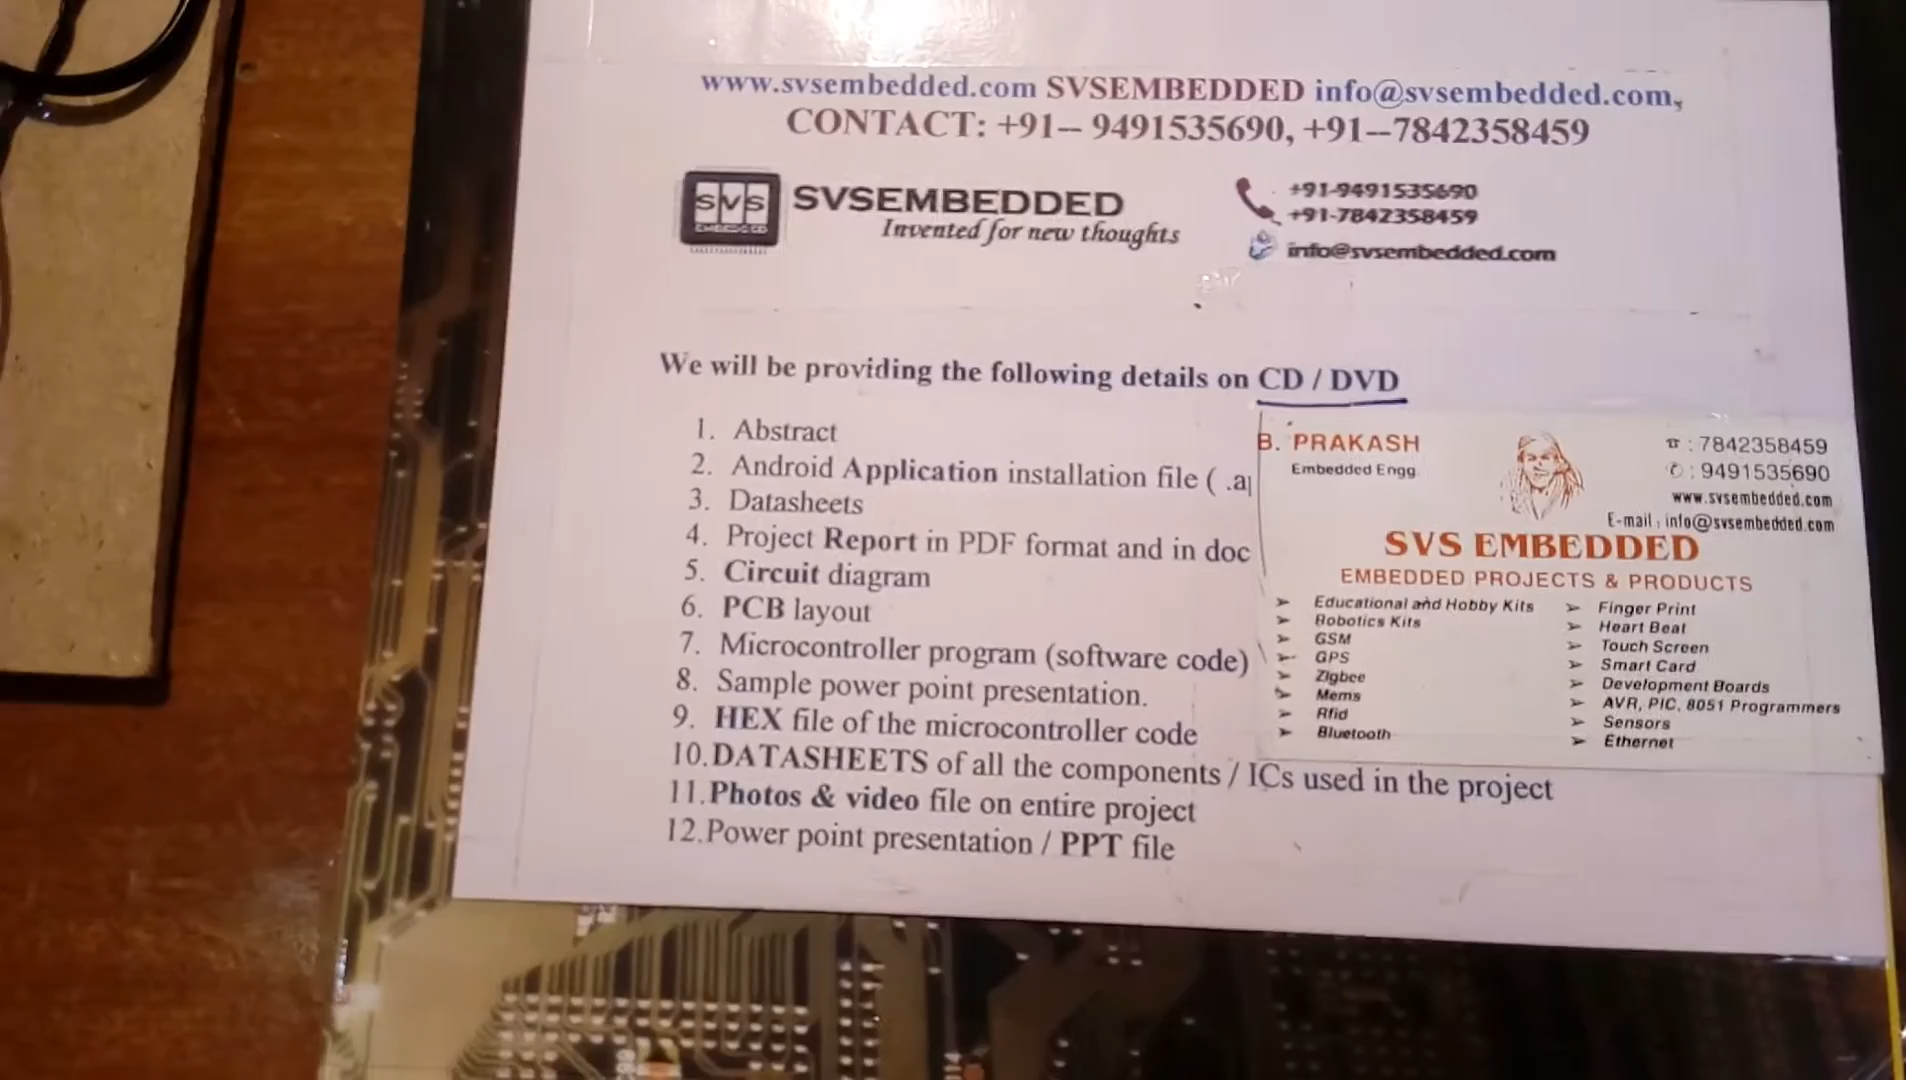 www.svsembedded.com SVSEMBEDDED info@svsembedded.com,
CONTACT: +91-- 9491535690, +91--7842358459
SVS
EMBEDDED
SVSEMBEDDED
Invented for new thoughts
+91-9491535690
+91-7842358459
info@svsembedded.com
We will be providing the following details on CD / DVD
1. Abstract
2. Android Application installation file ( .a
3. Datasheets
4. Project Report in PDF format and in doc
5. Circuit diagram
6. PCB layout
7. Microcontroller program (software code)
8. Sample power point presentation.
9. HEX file of the microcontroller code
10.DATASHEETS of all the components / ICs used in the project
11.Photos & video file on entire project
12.Power point presentation / PPT file
B. PRAKASH
Embedded Engg
: 7842358459
: 9491535690
www.svsembedded.com
E-mail : info@svsembedded.com
SVS EMBEDDED
EMBEDDED PROJECTS & PRODUCTS
➢ Educational and Hobby Kits
➢ Robotics Kits
➢ GSM
➢ GPS
➢ Zigbee
➢ Mems
➢ Rfid
➢ Bluetooth
➢ Finger Print
➢ Heart Beat
➢ Touch Screen
➢ Smart Card
➢ Development Boards
➢ AVR, PIC, 8051 Programmers
➢ Sensors
➢ Ethernet